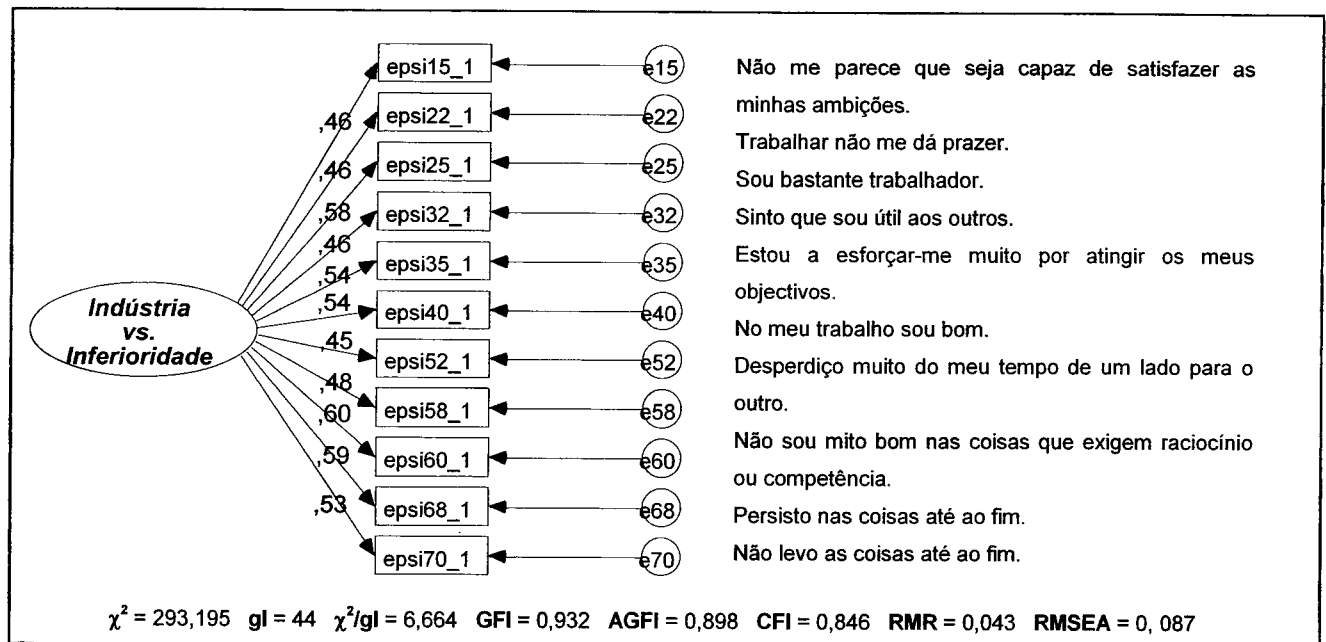 epsi15_1 e15
epsi22_1 e22
epsi25_1 e25
epsi32_1 e32
epsi35_1 e35
epsi40_1 e40
epsi52_1 e52
epsi58_1 e58
epsi60_1 e60
epsi68_1 e68
epsi70_1 e70
,46
,46
,58
,46
,54
,54
,45
,48
,60
,59
,53
Indústria
vs.
Inferioridade
Não me parece que seja capaz de satisfazer as
minhas ambições.
Trabalhar não me dá prazer.
Sou bastante trabalhador.
Sinto que sou útil aos outros.
Estou a esforçar-me muito por atingir os meus
objectivos.
No meu trabalho sou bom.
Desperdiço muito do meu tempo de um lado para o
outro.
Não sou mito bom nas coisas que exigem raciocínio
ou competência.
Persisto nas coisas até ao fim.
Não levo as coisas até ao fim.
χ² = 293,195 gl = 44 χ²/gl = 6,664 GFI = 0,932 AGFI = 0,898 CFI = 0,846 RMR = 0,043 RMSEA = 0, 087